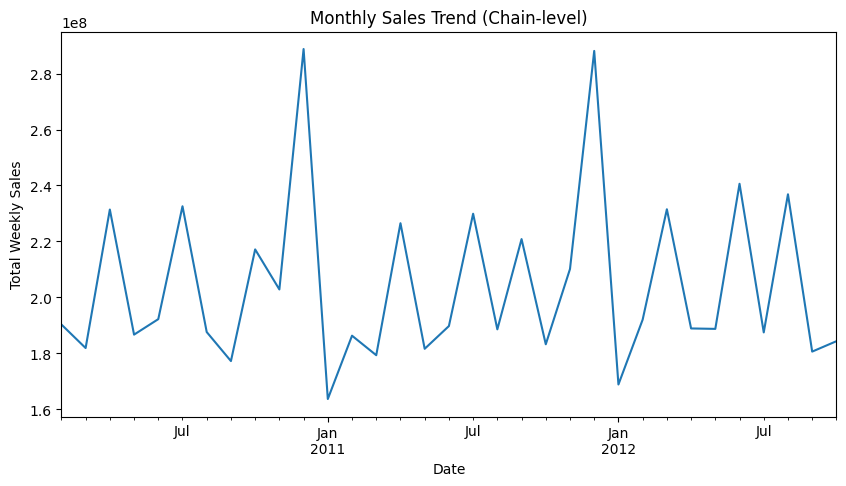 Monthly Sales Trend (Chain-level)
1e8
2.8
2.6
2.4
2.2
2.0
1.8
1.6
Total Weekly Sales
Jul
Jan
2011
Jul
Jan
2012
Jul
Date